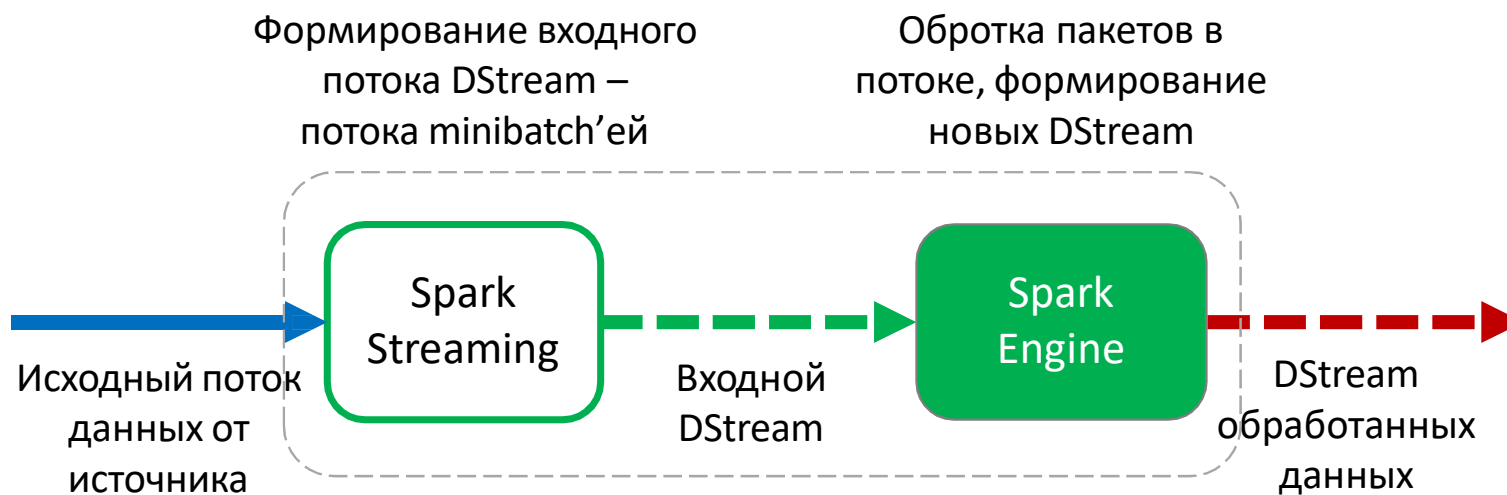 Формирование входного
потока DStream –
потока minibatch’ей
Обротка пакетов в
потоке, формирование
новых DStream
Spark
Streaming
Spark
Engine
Исходный поток
данных от
источника
Входной
DStream
DStream
обработанных
данных